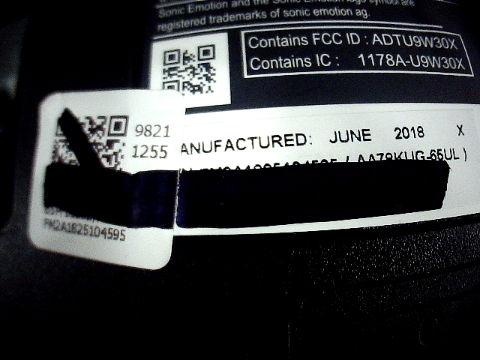 Sonic Emotion and the Sonic Emotion logo symbol are
registered trademarks of sonic emotion ag.
Contains FCC ID : ADTU9W30X
Contains IC : 1178A-U9W30X
9821
1255
ANUFACTURED: JUNE 2018 X
( AA78KUG-65UL )
FM2A1825104595